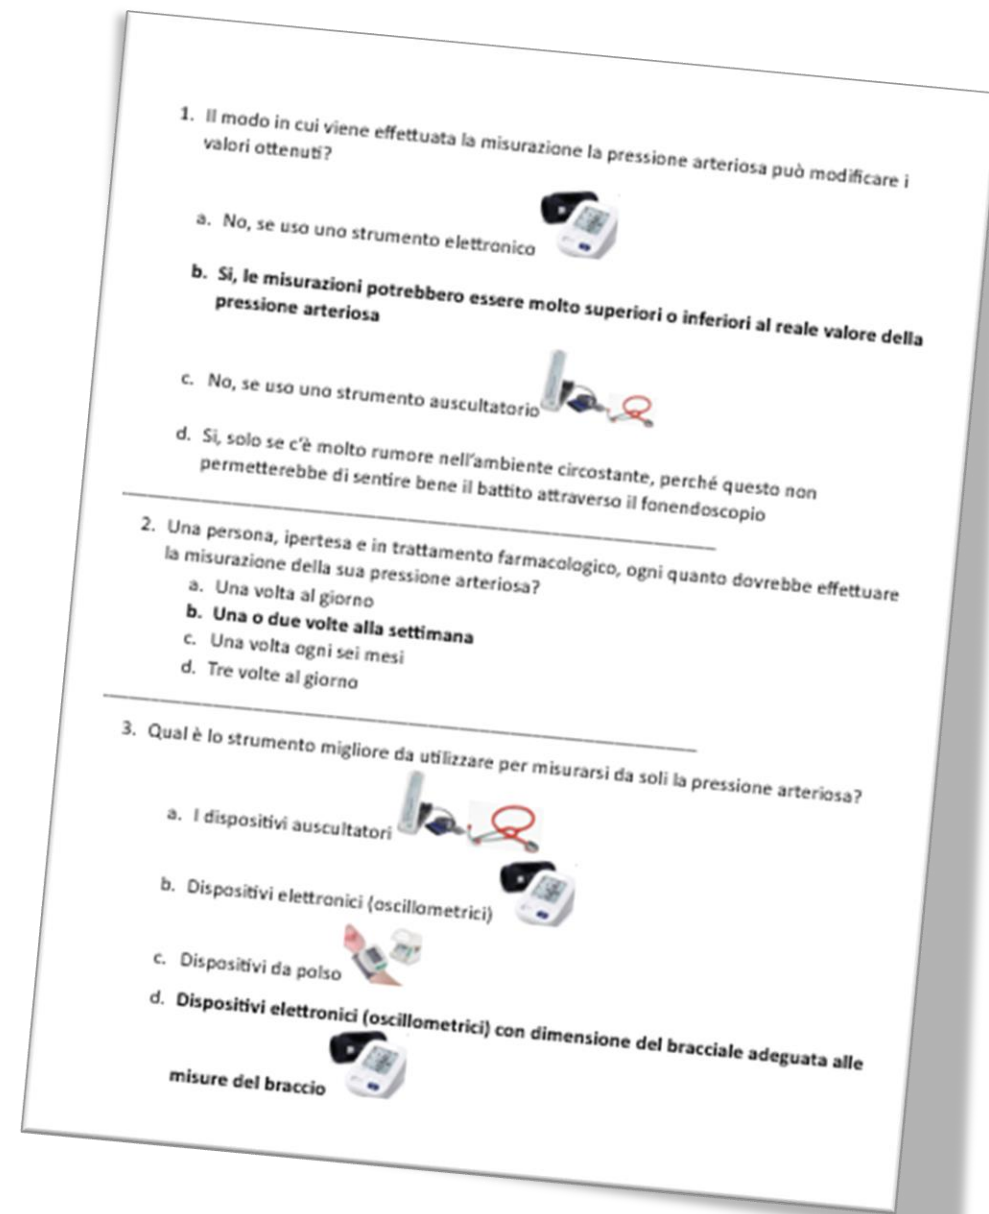 1. Il modo in cui viene effettuata la misurazione la pressione arteriosa può modificare i
valori ottenuti?
a. No, se uso uno strumento elettronico
b. Si, le misurazioni potrebbero essere molto superiori o inferiori al reale valore della
pressione arteriosa
c. No, se uso uno strumento auscultatorio
d. Si, solo se c'è molto rumore nell'ambiente circostante, perché questo non
permetterebbe di sentire bene il battito attraverso il fonendoscopio
2. Una persona, ipertesa e in trattamento farmacologico, ogni quanto dovrebbe effettuare
la misurazione della sua pressione arteriosa?
a. Una volta al giorno
b. Una o due volte alla settimana
c. Una volta ogni sei mesi
d. Tre volte al giorno
3. Qual è lo strumento migliore da utilizzare per misurarsi da soli la pressione arteriosa?
a. I dispositivi auscultatori
b. Dispositivi elettronici (oscillometrici)
c. Dispositivi da polso
d. Dispositivi elettronici (oscillometrici) con dimensione del bracciale adeguata alle
misure del braccio